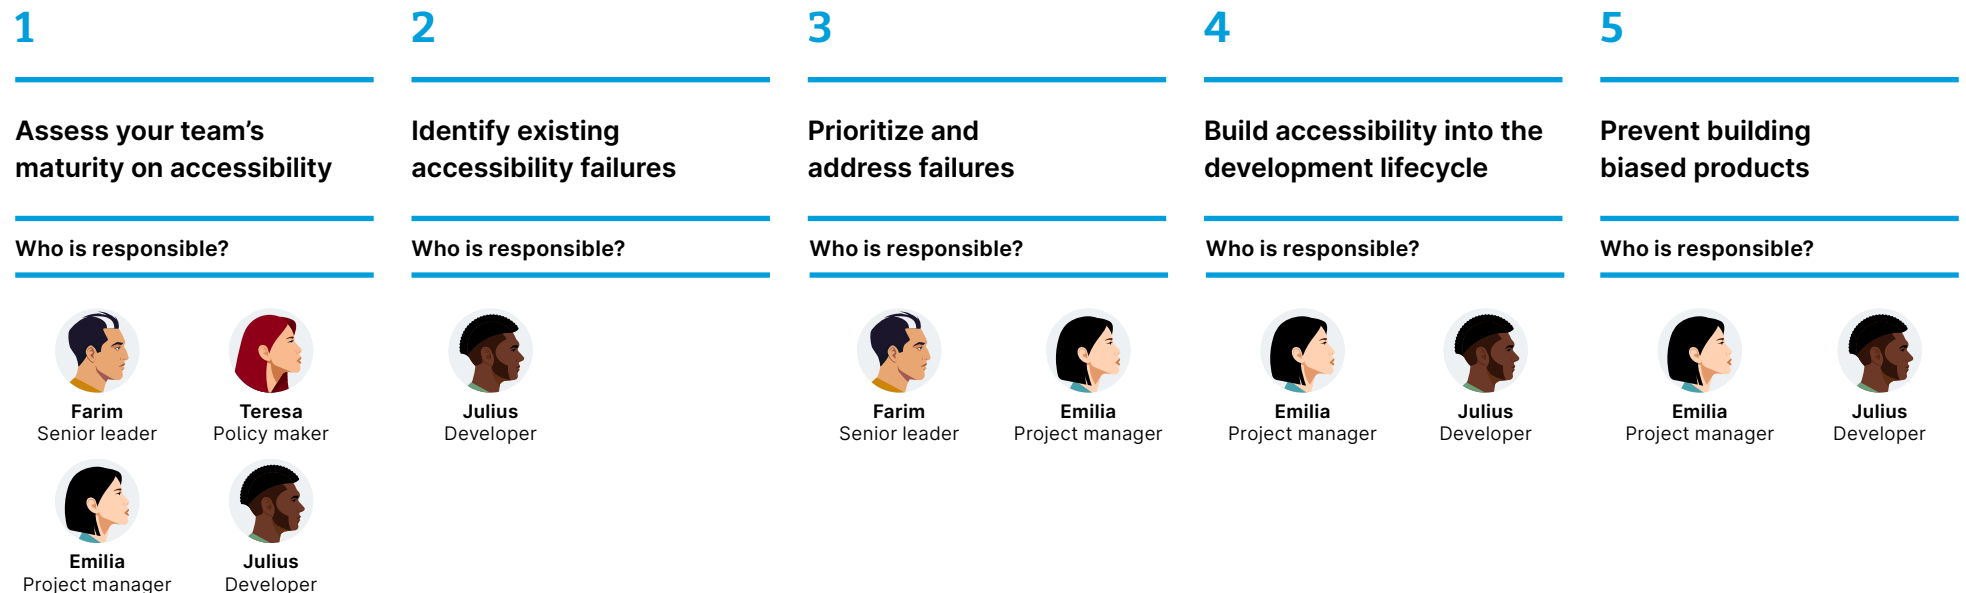 1
Assess your team’s
maturity on accessibility
Who is responsible?
Farim
Senior leader
Teresa
Policy maker
Emilia
Project manager
Julius
Developer
2
Identify existing
accessibility failures
Who is responsible?
Julius
Developer
3
Prioritize and
address failures
Who is responsible?
Farim
Senior leader
Emilia
Project manager
4
Build accessibility into the
development lifecycle
Who is responsible?
Emilia
Project manager
Julius
Developer
5
Prevent building
biased products
Who is responsible?
Emilia
Project manager
Julius
Developer